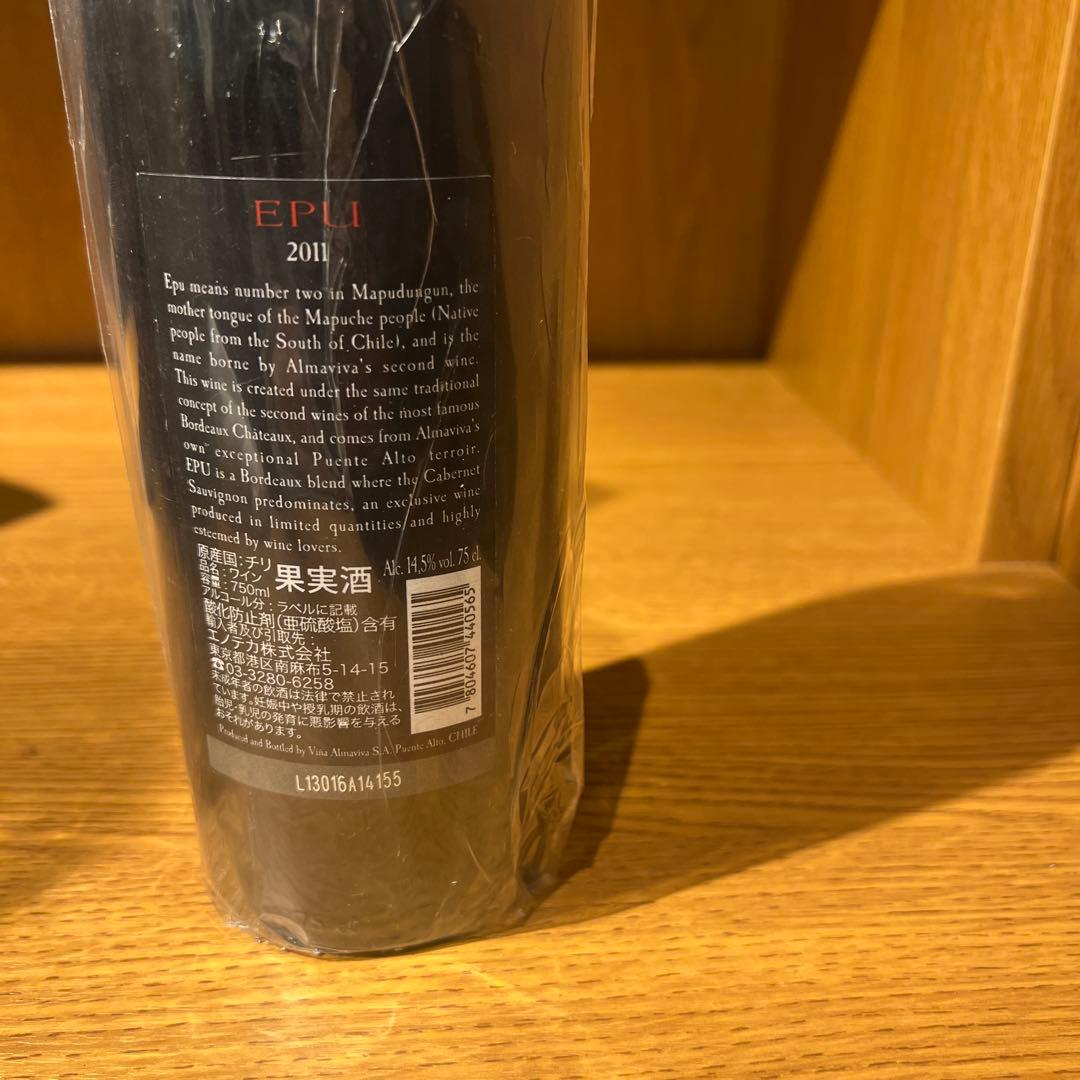 EPU
2011
Epu means number two in Mapudungun, the
mother tongue of the Mapuche people (Native
people from the South of Chile), and is the
name borne by Almaviva's second wine.
This wine is created under the same traditional
concept of the second wines of the most famous
Bordeaux Châteaux, and comes from Almaviva's
own exceptional Puente Alto terroir.
EPU is a Bordeaux blend where the Cabernet
Sauvignon predominates, an exclusive wine
produced in limited quantities and highly
esteemed by wine lovers.
Alc. 14,5% vol. 75 cl.
原産国:チリ
品名:ワイン
容量:750ml
果実酒
アルコール分:ラベルに記載
酸化防止剤(亜硫酸塩)含有
輸入者及び引取先:
エノテカ株式会社
東京都港区南麻布5-14-15
☎03-3280-6258
未成年者の飲酒は法律で禁止され
ています。妊娠中や授乳期の飲酒は、
胎児・乳児の発育に悪影響を与える
おそれがあります。
7 804607 440565
Produced and Bottled by Viña Almaviva S.A. Puente Alto, CHILE
L13016A14155